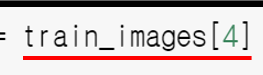 = train_images[4]